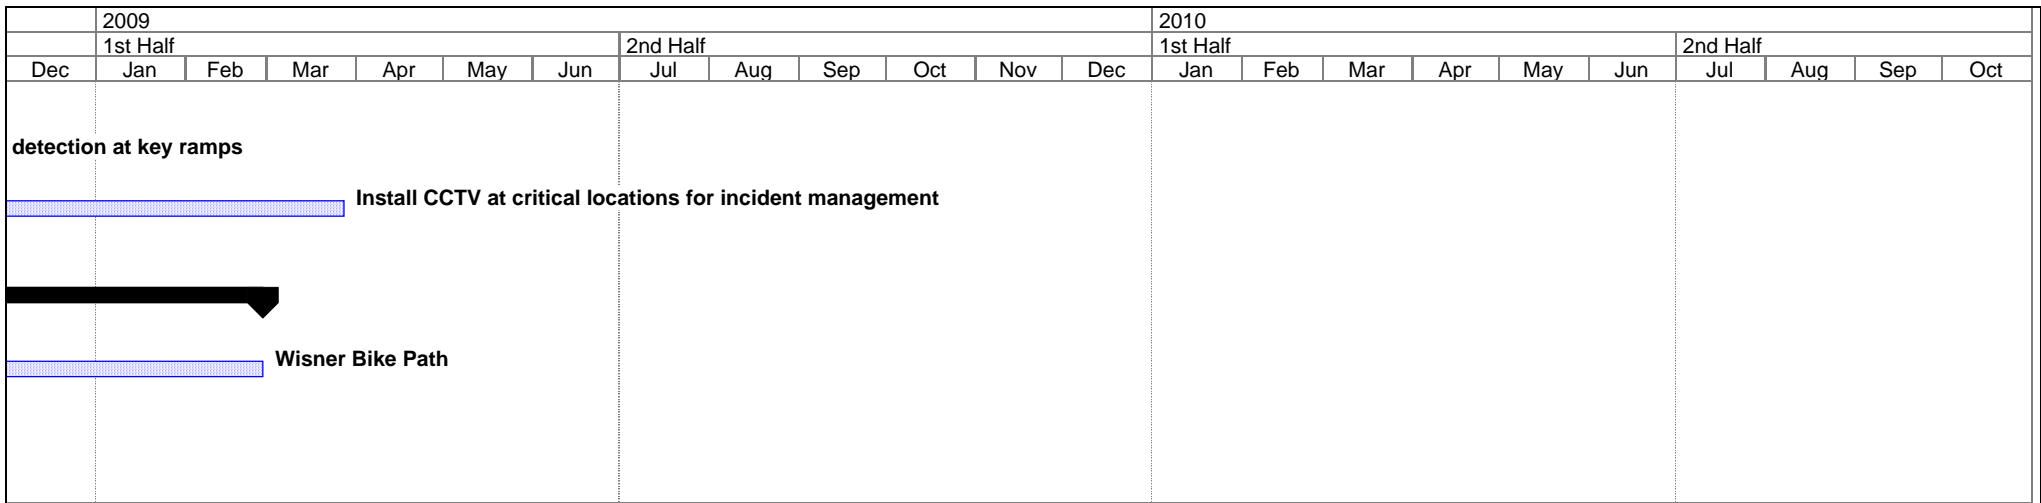 2009 2010
1st Half 2nd Half 1st Half 2nd Half
Dec Jan Feb Mar Apr May Jun Jul Aug Sep Oct Nov Dec Jan Feb Mar Apr May Jun Jul Aug Sep Oct
detection at key ramps
Install CCTV at critical locations for incident management
Wisner Bike Path